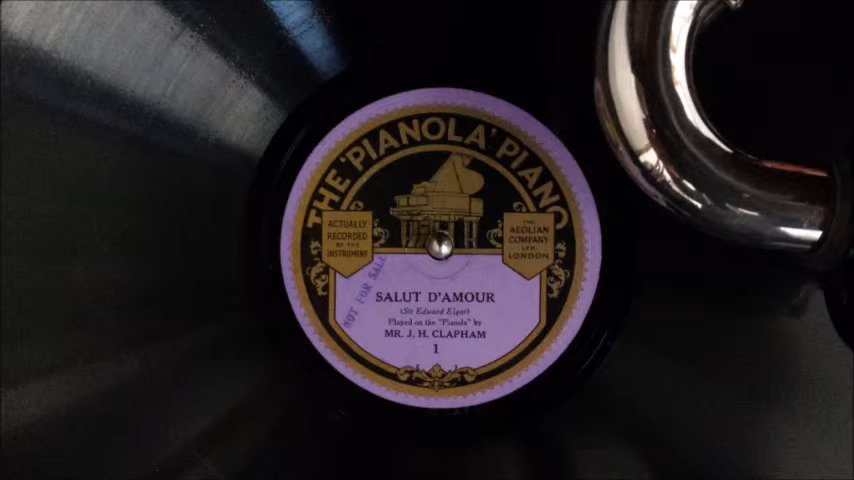 THE 'PIANOLA' PIANO
ACTUALLY
RECORDED
BY THE
INSTRUMENT
THE
AEOLIAN
COMPANY
LTD.
LONDON
NOT FOR SALE
SALUT D'AMOUR
(Sir Edward Elgar)
Played on the "Pianola" by
MR. J. H. CLAPHAM
1